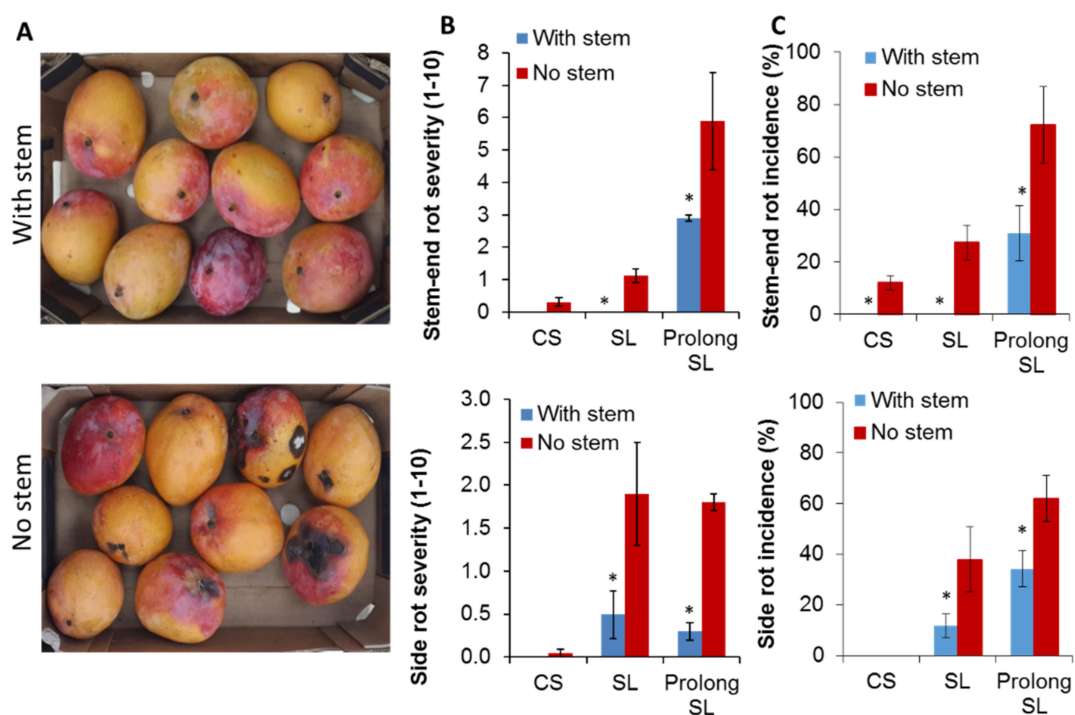 A
With stem
No stem
B
Stem-end rot severity (1-10)
8
7
6
5
4
3
2
1
0
With stem
No stem
*
*
CS
SL
Prolong
SL
C
Stem-end rot incidence (%)
100
80
60
40
20
0
With stem
No stem
*
*
*
CS
SL
Prolong
SL
Side rot severity (1-10)
3.0
2.5
2.0
1.5
1.0
0.5
0.0
With stem
No stem
*
*
CS
SL
Prolong
SL
Side rot incidence (%)
100
80
60
40
20
0
With stem
No stem
*
*
CS
SL
Prolong
SL